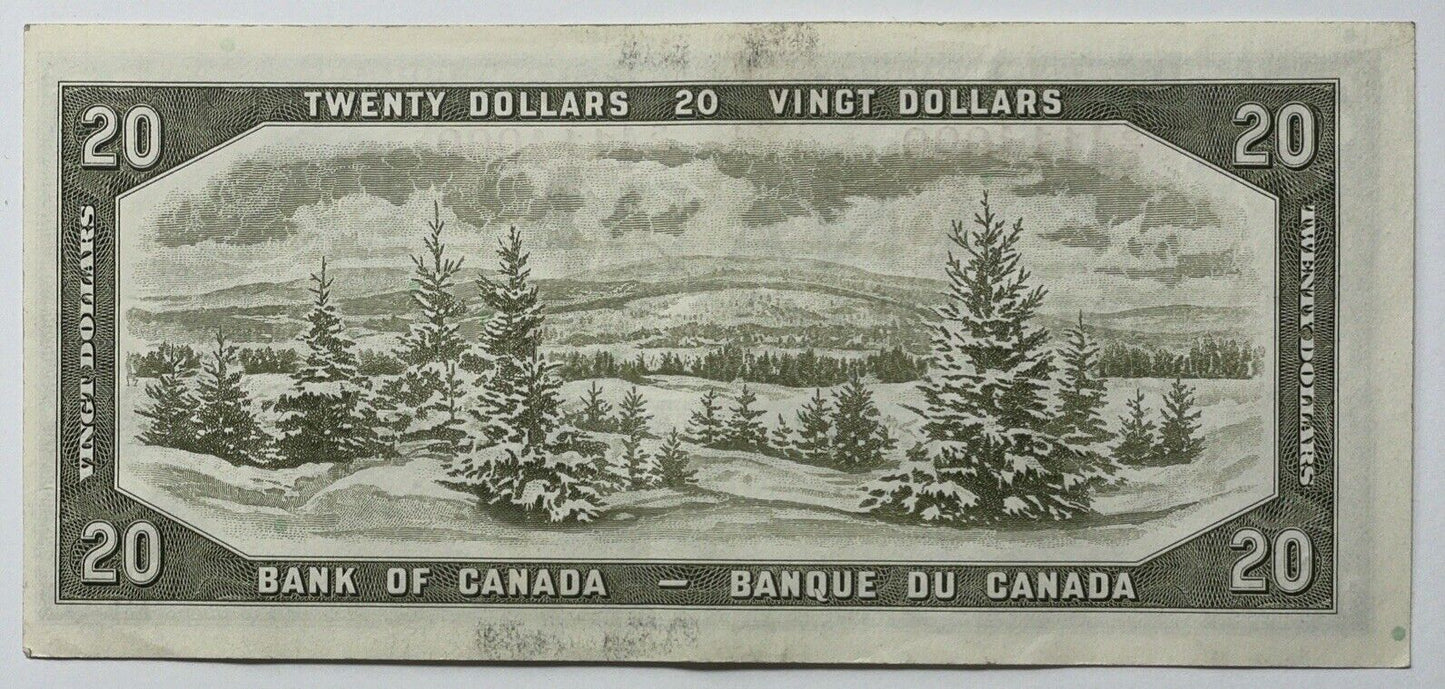 TWENTY DOLLARS 20 VINGT DOLLARS
20
20
VINGT DOLLARS
TWENTY DOLLARS
20
20
BANK OF CANADA — BANQUE DU CANADA